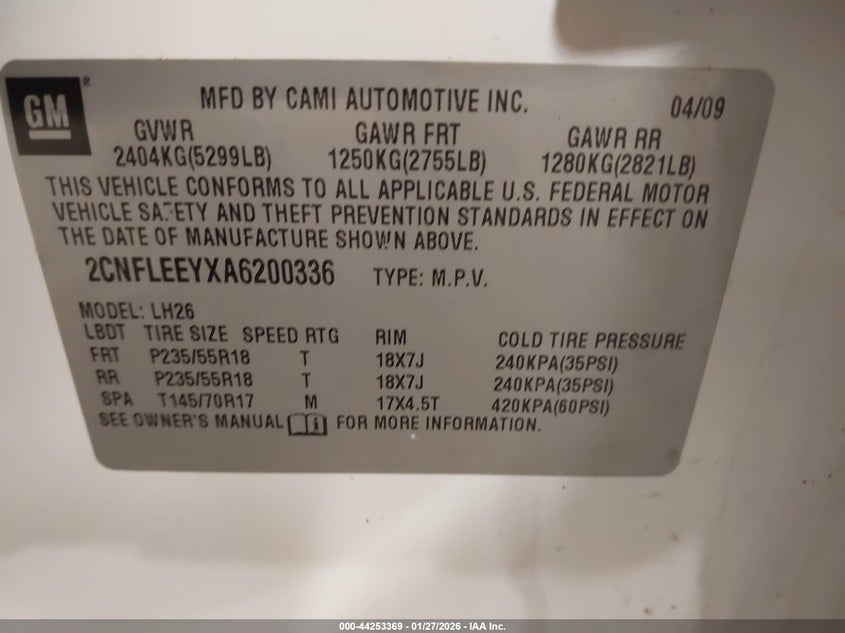 GM
®
MFD BY CAMI AUTOMOTIVE INC. 04/09
GVWR GAWR FRT GAWR RR
2404KG(5299LB) 1250KG(2755LB) 1280KG(2821LB)
THIS VEHICLE CONFORMS TO ALL APPLICABLE U.S. FEDERAL MOTOR
VEHICLE SAFETY AND THEFT PREVENTION STANDARDS IN EFFECT ON
THE DATE OF MANUFACTURE SHOWN ABOVE.
2CNFLEEYXA6200336 TYPE: M.P.V.
MODEL: LH26
LBDT TIRE SIZE SPEED RTG RIM COLD TIRE PRESSURE
FRT P235/55R18 T 18X7J 240KPA(35PSI)
RR P235/55R18 T 18X7J 240KPA(35PSI)
SPA T145/70R17 M 17X4.5T 420KPA(60PSI)
SEE OWNER'S MANUAL i FOR MORE INFORMATION.
000-44253369 | 01/27/2026 - IAA Inc.